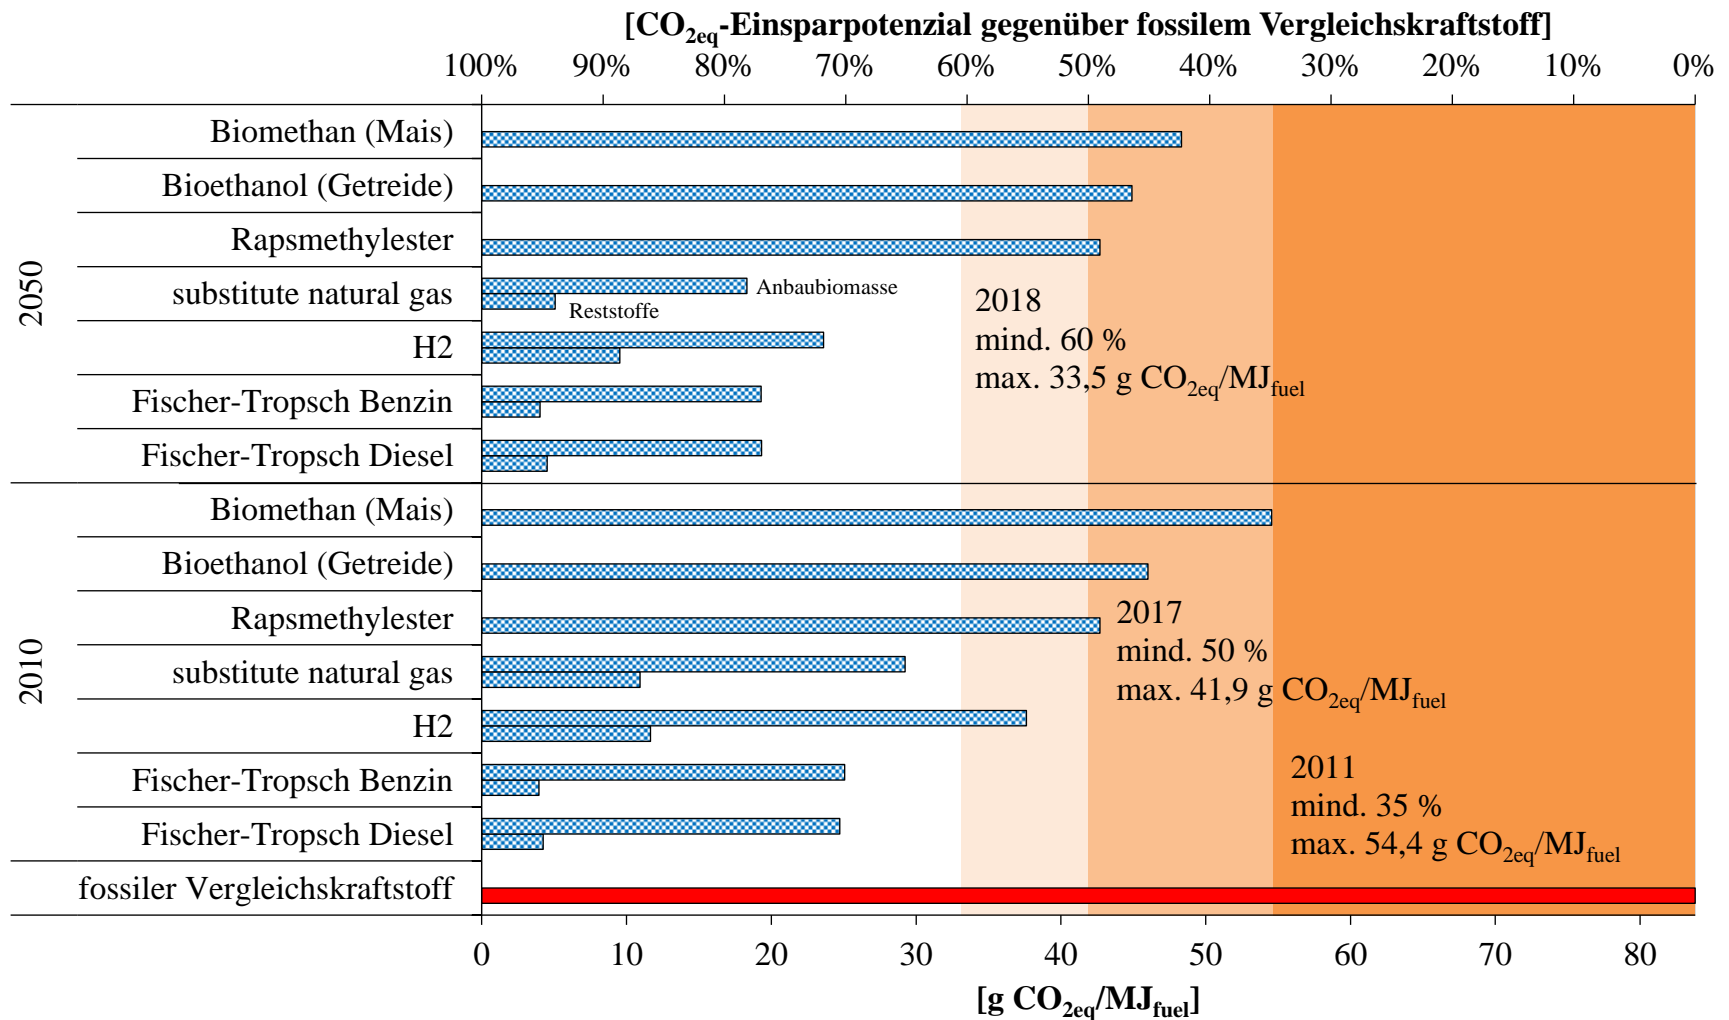 [CO2eq-Einsparpotenzial gegenüber fossilem Vergleichskraftstoff]
100% 90% 80% 70% 60% 50% 40% 30% 20% 10% 0%
2050
Biomethan (Mais)
Bioethanol (Getreide)
Rapsmethylester
substitute natural gas
Anbaubiomasse
Reststoffe
H2
Fischer-Tropsch Benzin
Fischer-Tropsch Diesel
2018
mind. 60 %
max. 33,5 g CO2eq/MJfuel
2010
Biomethan (Mais)
Bioethanol (Getreide)
Rapsmethylester
substitute natural gas
H2
Fischer-Tropsch Benzin
Fischer-Tropsch Diesel
2017
mind. 50 %
max. 41,9 g CO2eq/MJfuel
2011
mind. 35 %
max. 54,4 g CO2eq/MJfuel
fossiler Vergleichskraftstoff
0 10 20 30 40 50 60 70 80
[g CO2eq/MJfuel]